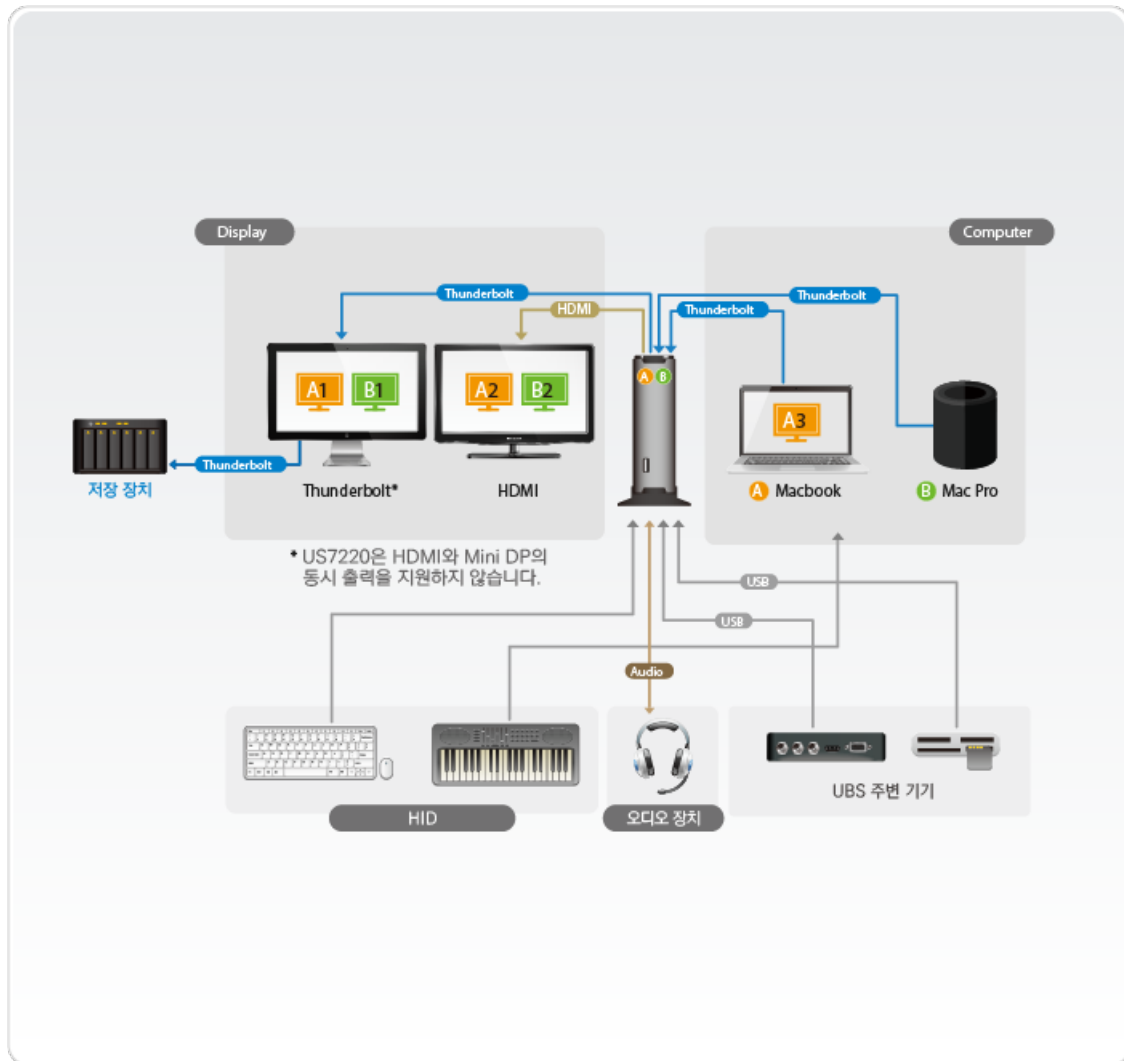 Display
Computer
Thunderbolt
Thunderbolt
HDMI
Thunderbolt
A B
A1 B1
A2 B2
A3
Thunderbolt
저장 장치
Thunderbolt*
HDMI
A Macbook
B Mac Pro
* US7220은 HDMI와 Mini DP의
동시 출력을 지원하지 않습니다.
USB
USB
Audio
UBS 주변 기기
HID
오디오 장치